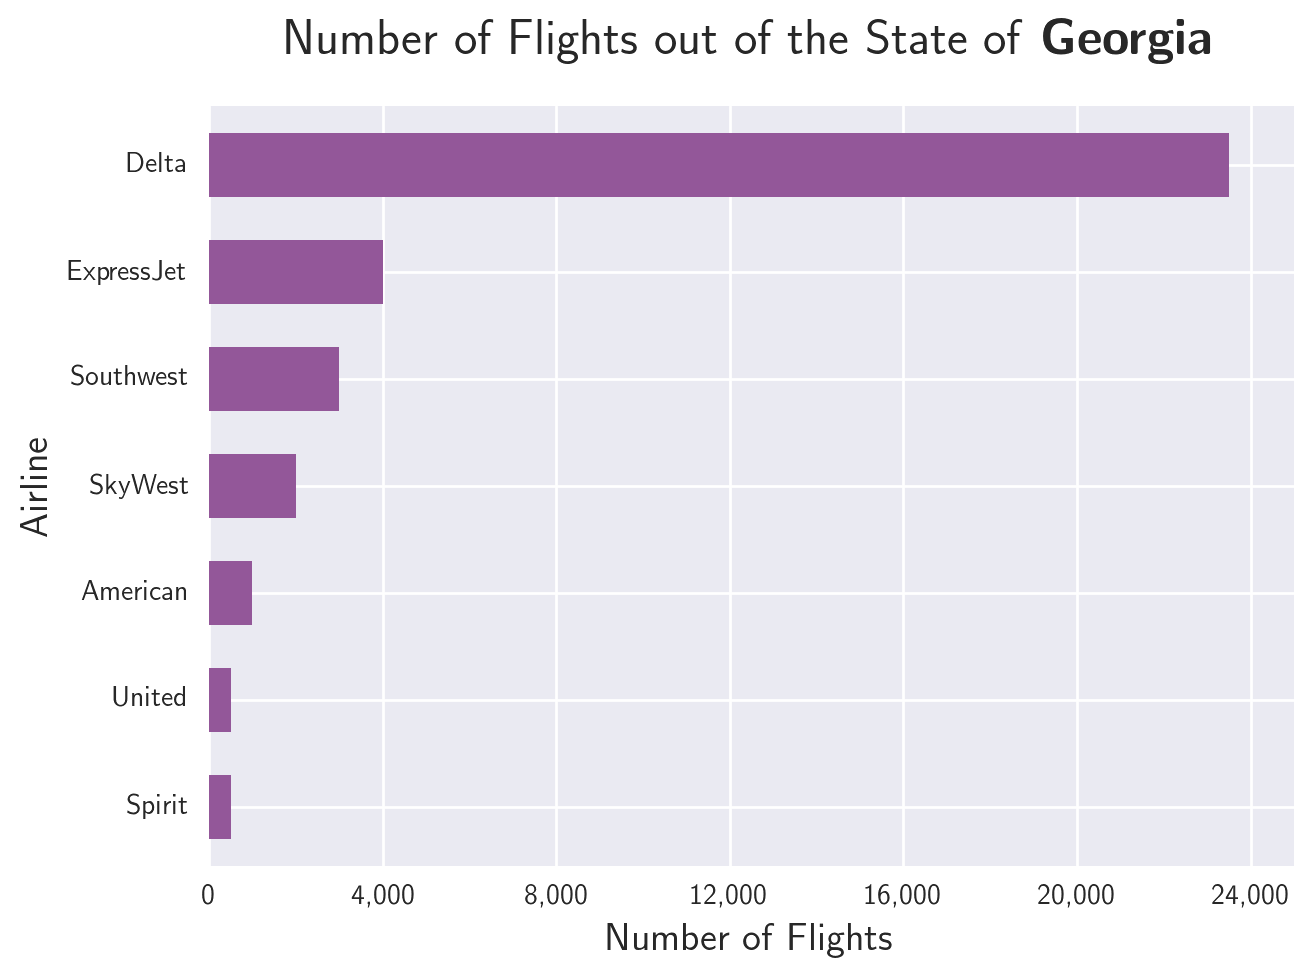 Number of Flights out of the State of Georgia
Delta
ExpressJet
Southwest
SkyWest
American
United
Spirit
Airline
0 4,000 8,000 12,000 16,000 20,000 24,000
Number of Flights